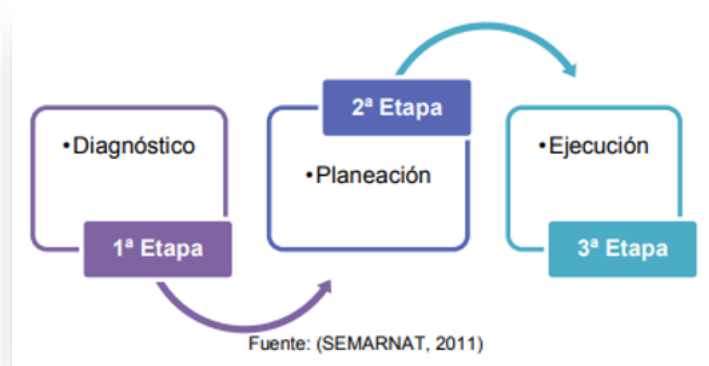 •Diagnóstico
1ª Etapa
2ª Etapa
•Planeación
•Ejecución
3ª Etapa
Fuente: (SEMARNAT, 2011)